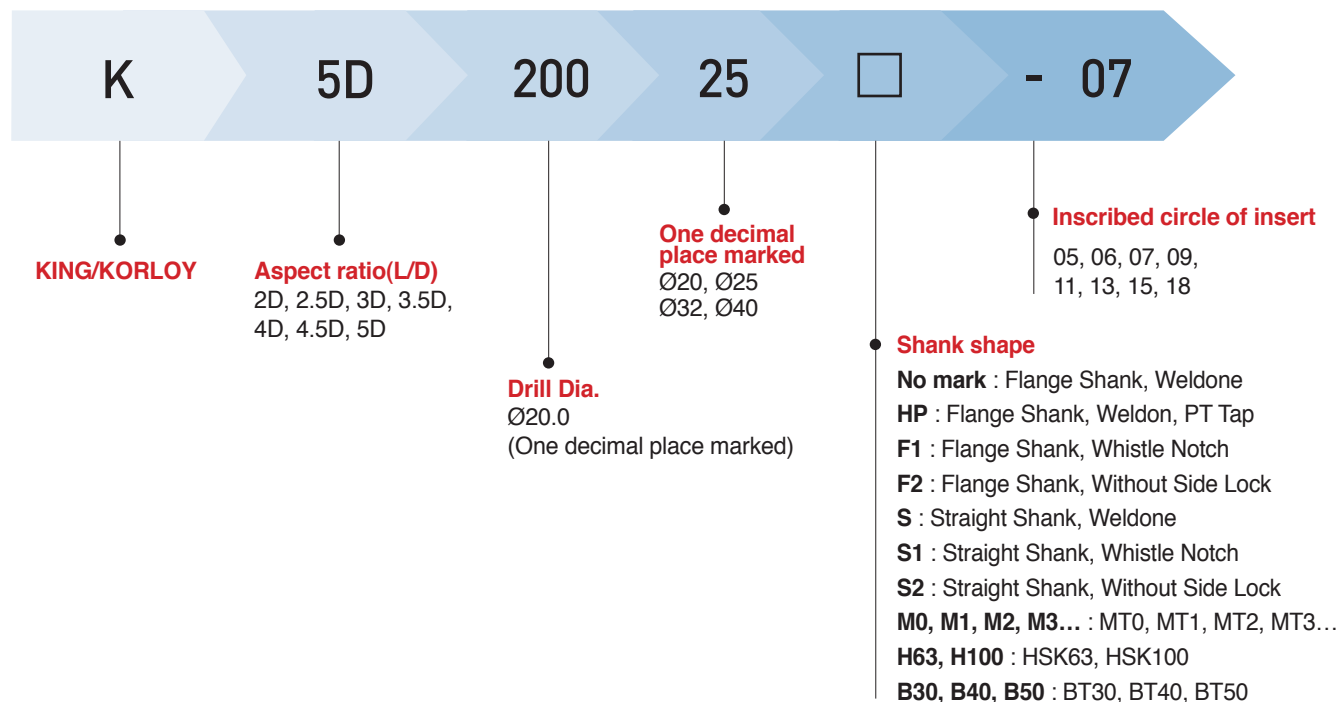 K 5D 200 25 □ - 07
KING/KORLOY
Aspect ratio(L/D)
2D, 2.5D, 3D, 3.5D,
4D, 4.5D, 5D
Drill Dia.
Ø20.0
(One decimal place marked)
One decimal
place marked
Ø20, Ø25
Ø32, Ø40
Shank shape
No mark : Flange Shank, Weldone
HP : Flange Shank, Weldon, PT Tap
F1 : Flange Shank, Whistle Notch
F2 : Flange Shank, Without Side Lock
S : Straight Shank, Weldone
S1 : Straight Shank, Whistle Notch
S2 : Straight Shank, Without Side Lock
M0, M1, M2, M3… : MT0, MT1, MT2, MT3…
H63, H100 : HSK63, HSK100
B30, B40, B50 : BT30, BT40, BT50
Inscribed circle of insert
05, 06, 07, 09,
11, 13, 15, 18